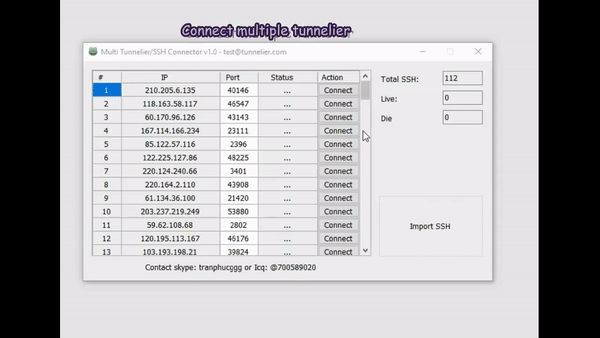 Connect multiple tunnelier
Multi Tunnelier/SSH Connector v1.0 - test@tunnelier.com
# IP Port Status Action
1 210.205.6.135 40146 ... Connect
2 118.163.58.117 46547 ... Connect
3 60.170.96.126 43143 ... Connect
4 167.114.166.234 23111 ... Connect
5 85.122.57.116 2396 ... Connect
6 122.225.127.86 48225 ... Connect
7 220.124.240.66 3401 ... Connect
8 220.164.2.110 43908 ... Connect
9 61.134.36.100 21420 ... Connect
10 203.237.219.249 53880 ... Connect
11 59.62.108.68 2802 ... Connect
12 120.195.113.167 46176 ... Connect
13 103.193.198.21 39824 ... Connect
Total SSH: 112
Live: 0
Die 0
Import SSH
Contact skype: tranphucggg or Icq: @700589020